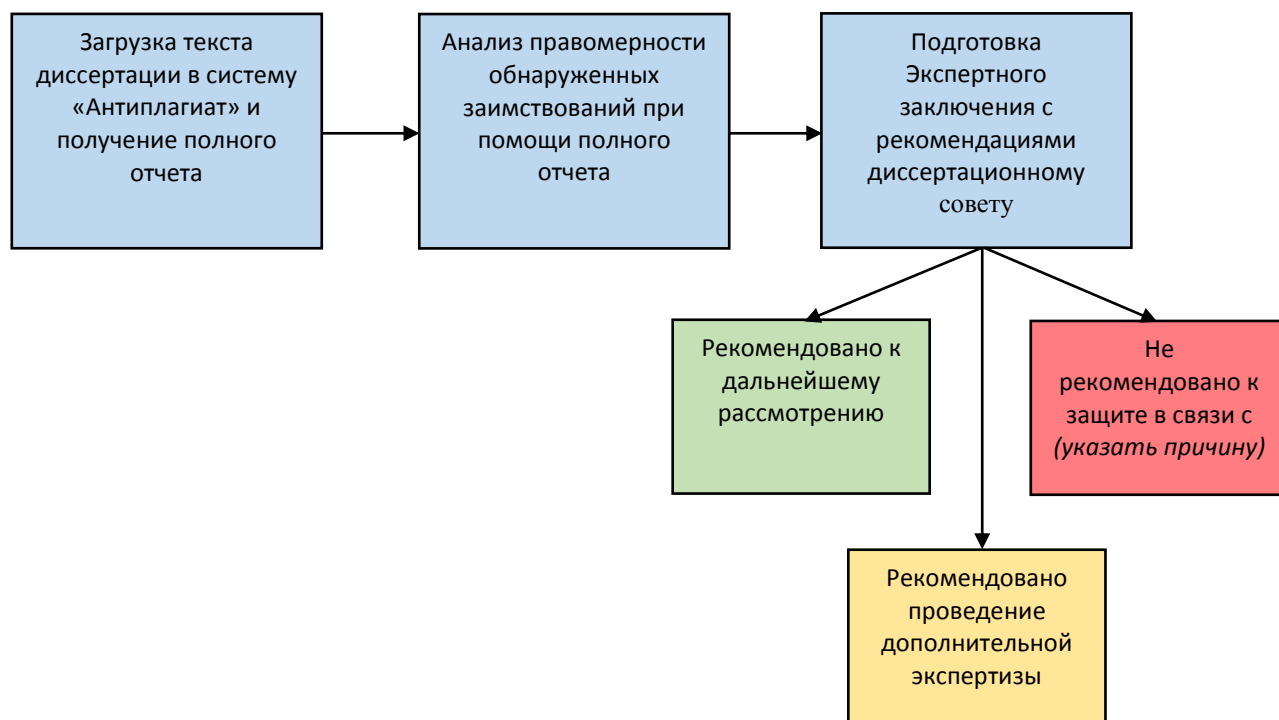 Загрузка текста
диссертации в систему
«Антиплагиат» и
получение полного
отчета
Анализ правомерности
обнаруженных
заимствований при
помощи полного
отчета
Подготовка
Экспертного
заключения с
рекомендациями
диссертационному
совету
Рекомендовано к
дальнейшему
рассмотрению
Не
рекомендовано к
защите в связи с
(указать причину)
Рекомендовано
проведение
дополнительной
экспертизы